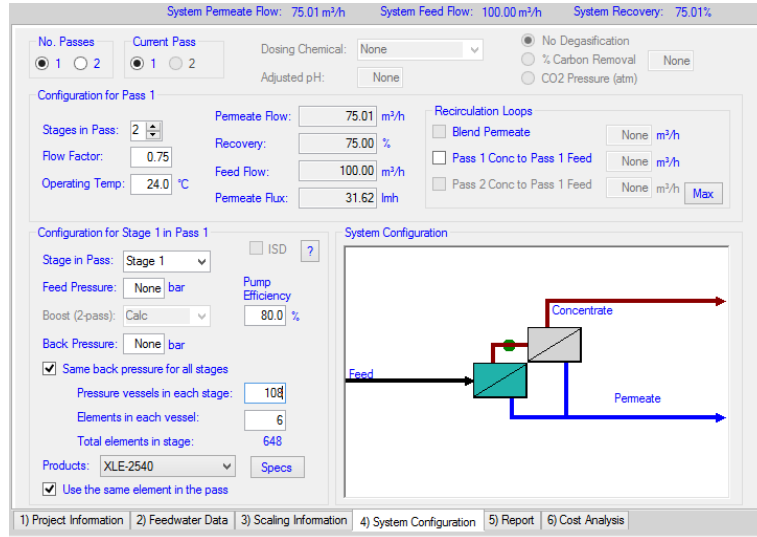 System Permeate Flow: 75.01 m³/h System Feed Flow: 100.00 m³/h System Recovery: 75.01%
No. Passes
1 2
Current Pass
1 2
Dosing Chemical: None
Adjusted pH: None
No Degasification
% Carbon Removal None
CO2 Pressure (atm)
Configuration for Pass 1
Stages in Pass: 2
Flow Factor: 0.75
Operating Temp: 24.0 °C
Permeate Flow: 75.01 m³/h
Recovery: 75.00 %
Feed Flow: 100.00 m³/h
Permeate Flux: 31.62 lmh
Recirculation Loops
Blend Permeate None m³/h
Pass 1 Conc to Pass 1 Feed None m³/h
Pass 2 Conc to Pass 1 Feed None m³/h Max
Configuration for Stage 1 in Pass 1
ISD ?
Stage in Pass: Stage 1
Feed Pressure: None bar
Pump
Efficiency
Boost (2-pass): Calc 80.0 %
Back Pressure: None bar
Same back pressure for all stages
Pressure vessels in each stage: 108
Elements in each vessel: 6
Total elements in stage: 648
Products: XLE-2540 Specs
Use the same element in the pass
System Configuration
Concentrate
Feed
Permeate
1) Project Information 2) Feedwater Data 3) Scaling Information 4) System Configuration 5) Report 6) Cost Analysis